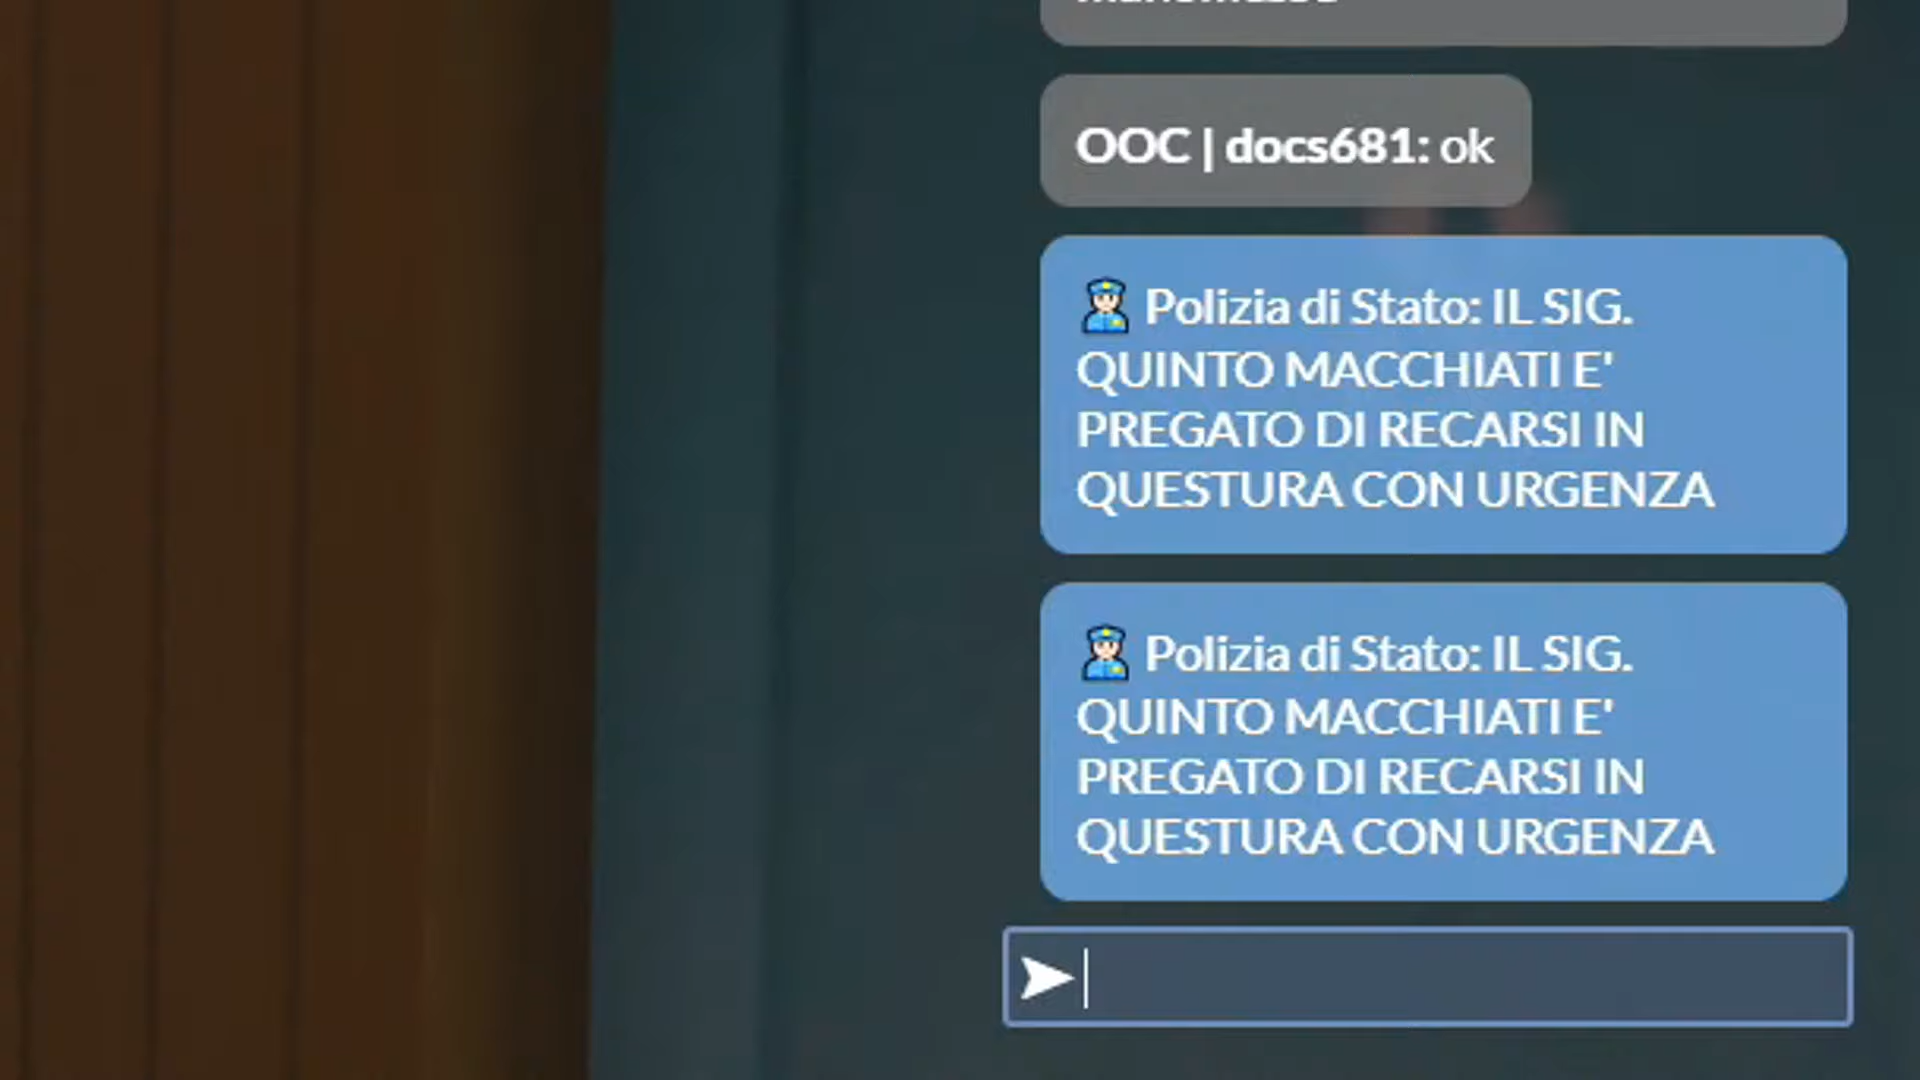 OOC | docs681: ok
Polizia di Stato: IL SIG.
QUINTO MACCHIATI E'
PREGATO DI RECARSI IN
QUESTURA CON URGENZA
Polizia di Stato: IL SIG.
QUINTO MACCHIATI E'
PREGATO DI RECARSI IN
QUESTURA CON URGENZA